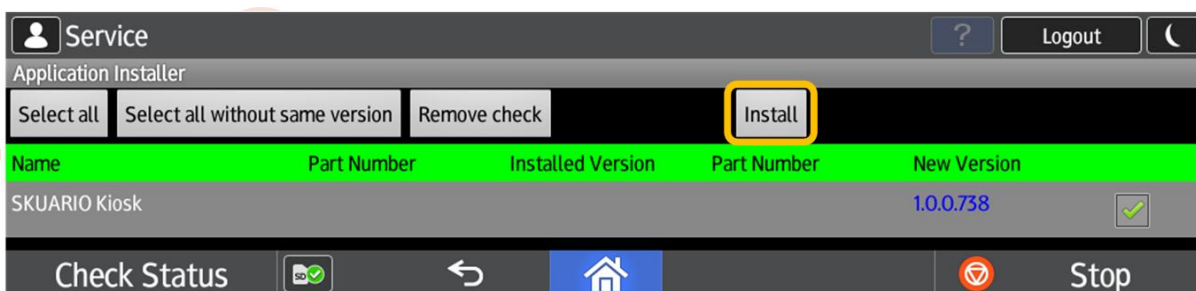 Service ? Logout
Application Installer
Select all Select all without same version Remove check Install
Name Part Number Installed Version Part Number New Version
SKUARIO Kiosk 1.0.0.738
Check Status SD Stop